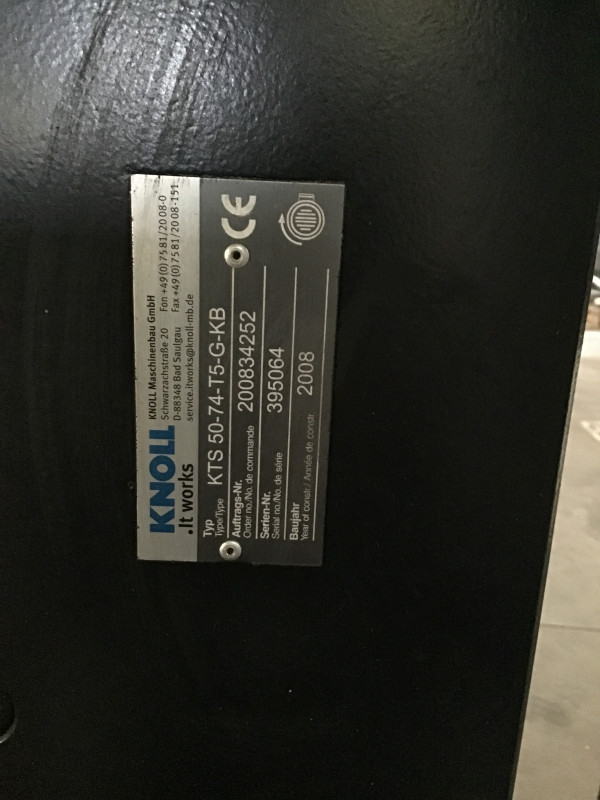 KNOLL
.It works
KNOLL Maschinenbau GmbH
Schwarzachstraße 20 Fon +49(0)7581/2008-0
D-88348 Bad Saulgau Fax +49(0)7581/2008-151
service.itworks@knoll-mb.de
Typ
Type/Type KTS 50-74-T5-G-KB
Auftrags-Nr.
Order no./No. de commande 200834252
Serien-Nr.
Serial no./No. de série 395064
Baujahr
Year of constr./Année de constr. 2008
CE